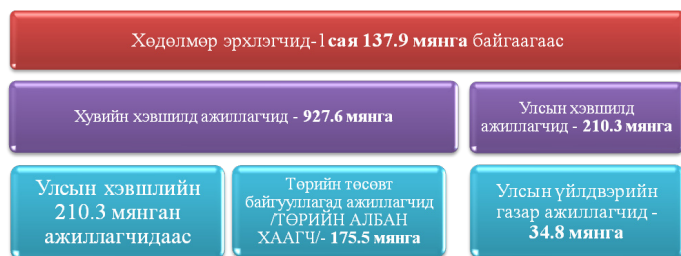 Хөдөлмөр эрхлэгчид-1сая 137.9 мянга байгаагаас
Хувийн хэвшилд ажиллагчид - 927.6 мянга
Улсын хэвшилд
ажиллагчид - 210.3 мянга
Улсын хэвшлийн
210.3 мянган
ажиллагчидаас
Төрийн төсөвт
байгууллагад ажиллагчид
/ТӨРИЙН АЛБАН
ХААГЧ/- 175.5 мянга
Улсын үйлдвэрийн
газар ажиллагчид -
34.8 мянга